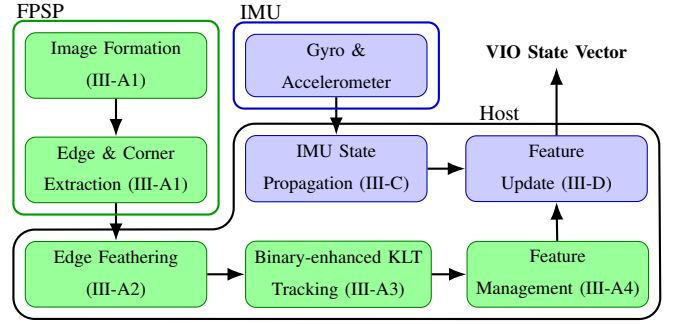 FPSP
IMU
Image Formation
(III-A1)
Gyro &
Accelerometer
VIO State Vector
Host
Edge & Corner
Extraction (III-A1)
IMU State
Propagation (III-C)
Feature
Update (III-D)
Edge Feathering
(III-A2)
Binary-enhanced KLT
Tracking (III-A3)
Feature
Management (III-A4)